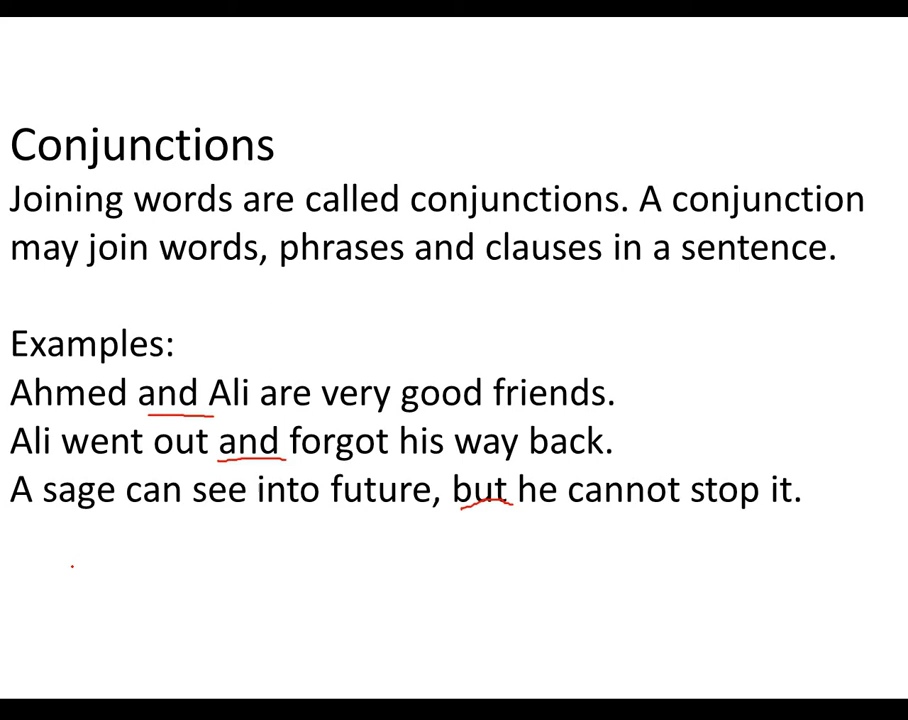 Conjunctions
Joining words are called conjunctions. A conjunction
may join words, phrases and clauses in a sentence.
Examples:
Ahmed and Ali are very good friends.
Ali went out and forgot his way back.
A sage can see into future, but he cannot stop it.